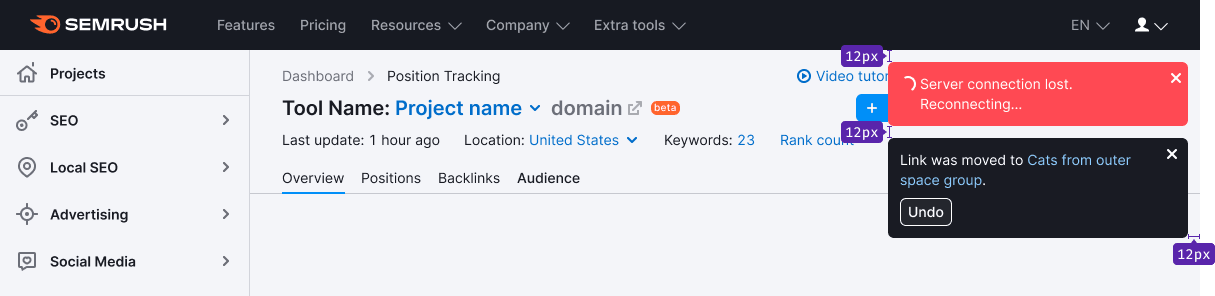 SEMRUSH Features Pricing Resources Company Extra tools EN
Projects
SEO
Local SEO
Advertising
Social Media
Dashboard Position Tracking Video tutor
Tool Name: Project name domain beta
+
Last update: 1 hour ago Location: United States Keywords: 23 Rank count
Overview Positions Backlinks Audience
12px
Server connection lost.
Reconnecting...
12px
Link was moved to Cats from outer
space group.
Undo
12px